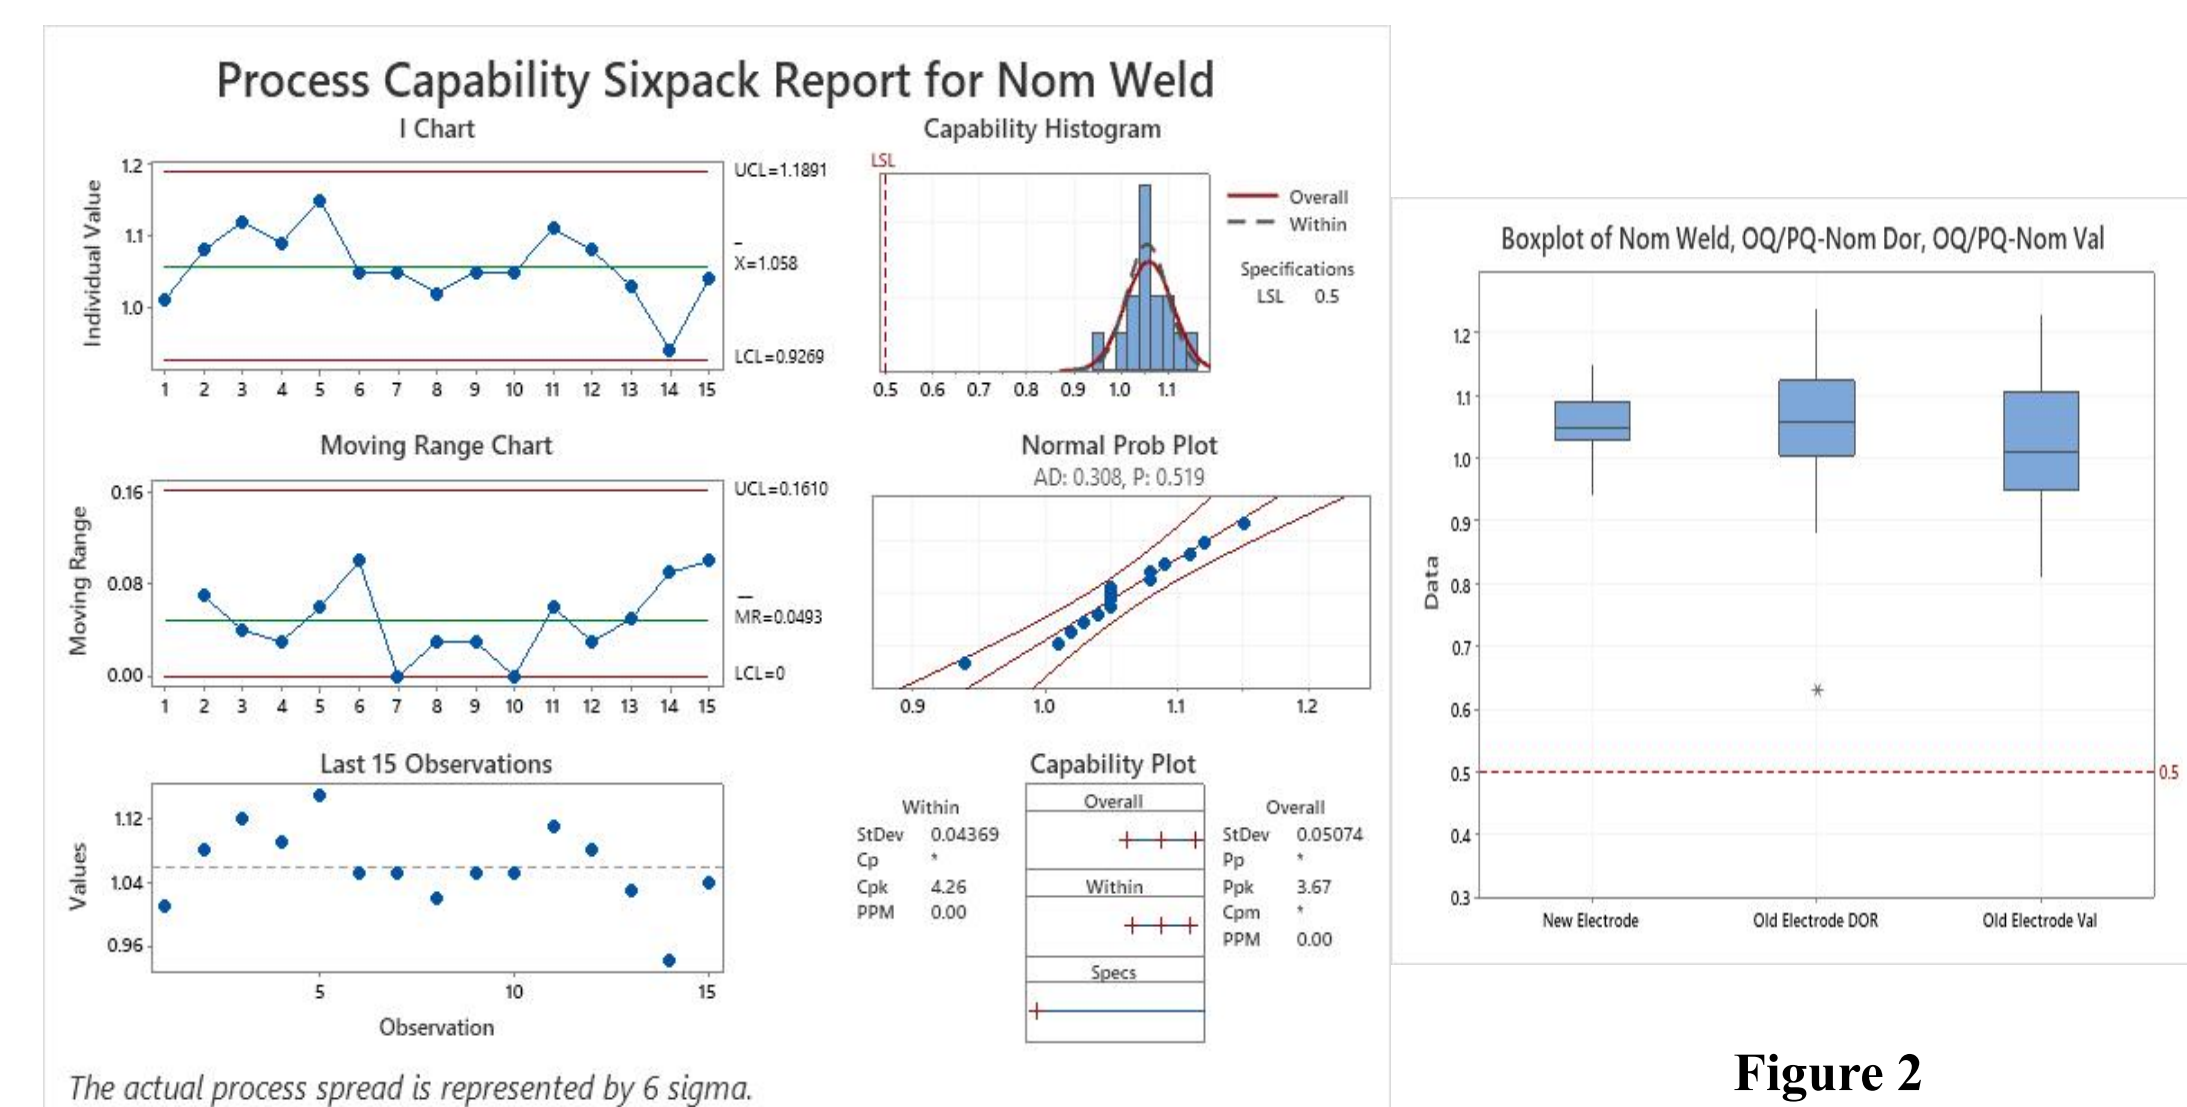 Process Capability Sixpack Report for Nom Weld
I Chart
Individual Value
1.2
1.1
1.0
UCL=1.1891
X=1.058
LCL=0.9269
1 2 3 4 5 6 7 8 9 10 11 12 13 14 15
Capability Histogram
LSL
Overall
Within
Specifications
LSL 0.5
0.5 0.6 0.7 0.8 0.9 1.0 1.1
Moving Range Chart
Moving Range
0.16
0.08
0.00
UCL=0.1610
MR=0.0493
LCL=0
1 2 3 4 5 6 7 8 9 10 11 12 13 14 15
Normal Prob Plot
AD: 0.308, P: 0.519
0.9 1.0 1.1 1.2
Last 15 Observations
Values
1.12
1.04
0.96
5 10 15
Observation
Capability Plot
Within
StDev 0.04369
Cp *
Cpk 4.26
PPM 0.00
Overall
Within
Specs
Overall
StDev 0.05074
Pp *
Ppk 3.67
Cpm *
PPM 0.00
The actual process spread is represented by 6 sigma.
Boxplot of Nom Weld, OQ/PQ-Nom Dor, OQ/PQ-Nom Val
Data
1.2
1.1
1.0
0.9
0.8
0.7
0.6
0.5
0.4
0.3
0.5
New Electrode Old Electrode DOR Old Electrode Val
Figure 2